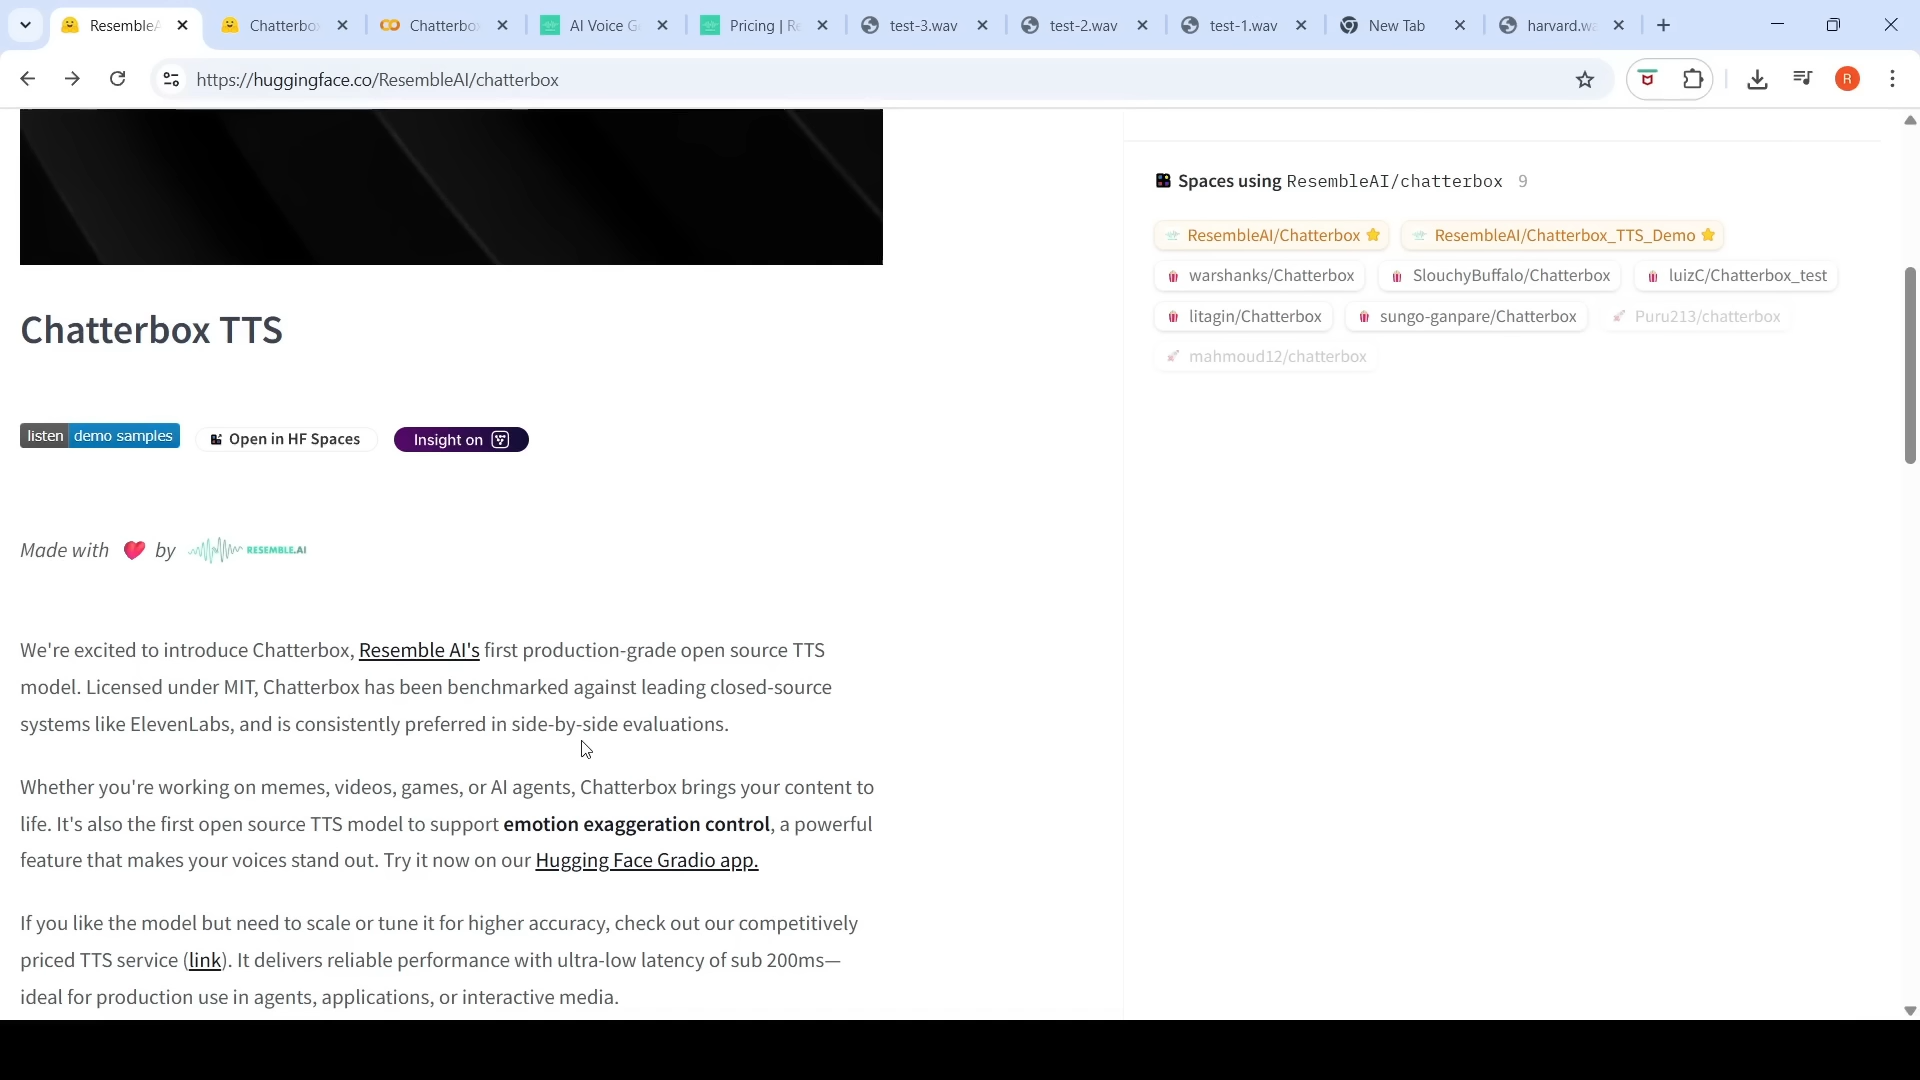 ResembleA
Chatterbo
Chatterbo
AI Voice G
Pricing | Re
test-3.wav
test-2.wav
test-1.wav
New Tab
harvard.wa
https://huggingface.co/ResembleAI/chatterbox
R
Spaces using ResembleAI/chatterbox 9
ResembleAI/Chatterbox
ResembleAI/Chatterbox_TTS_Demo
warshanks/Chatterbox
SlouchyBuffalo/Chatterbox
luizC/Chatterbox_test
litagin/Chatterbox
sungo-ganpare/Chatterbox
Puru213/chatterbox
mahmoud12/chatterbox
Chatterbox TTS
listen demo samples
Open in HF Spaces
Insight on
Made with ❤️ by RESEMBLE.AI
We're excited to introduce Chatterbox, Resemble AI's first production-grade open source TTS
model. Licensed under MIT, Chatterbox has been benchmarked against leading closed-source
systems like ElevenLabs, and is consistently preferred in side-by-side evaluations.
Whether you're working on memes, videos, games, or AI agents, Chatterbox brings your content to
life. It's also the first open source TTS model to support emotion exaggeration control, a powerful
feature that makes your voices stand out. Try it now on our Hugging Face Gradio app.
If you like the model but need to scale or tune it for higher accuracy, check out our competitively
priced TTS service (link). It delivers reliable performance with ultra-low latency of sub 200ms—
ideal for production use in agents, applications, or interactive media.